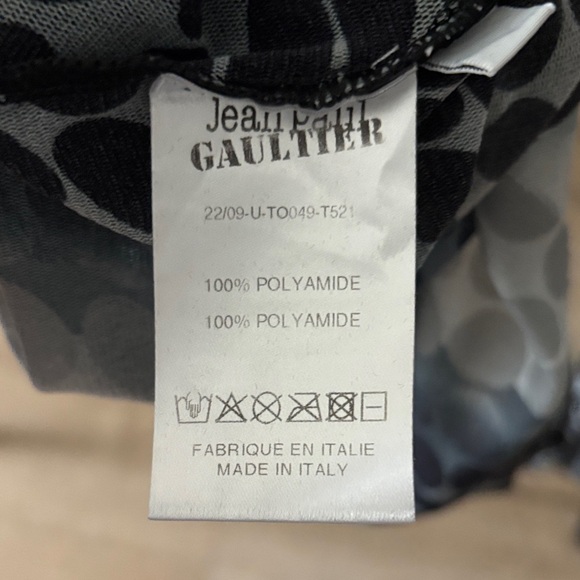 Jean Paul
GAULTIER
22/09-U-TO049-T521
100% POLYAMIDE
100% POLYAMIDE
FABRIQUE EN ITALIE
MADE IN ITALY